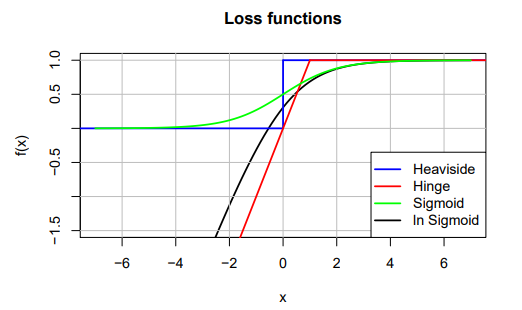 Loss functions
1.0
0.5
−0.5
−1.5
f(x)
−6 −4 −2 0 2 4 6
x
Heaviside
Hinge
Sigmoid
ln Sigmoid